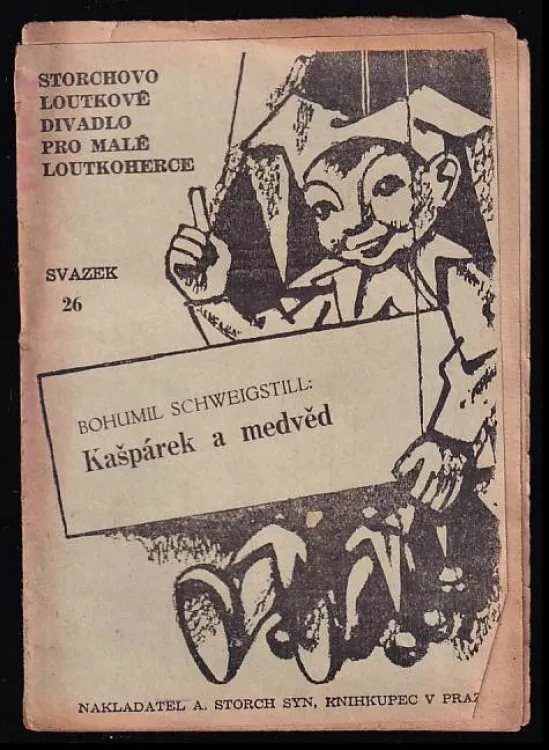 STORCHOVO
LOUTKOVÉ
DIVADLO
PRO MALÉ
LOUTKOHERCE
SVAZEK
26
BOHUMIL SCHWEIGSTILL:
Kašpárek a medvěd
NAKLADATEL A. STORCH SYN, KNIHKUPEC V PRAZ